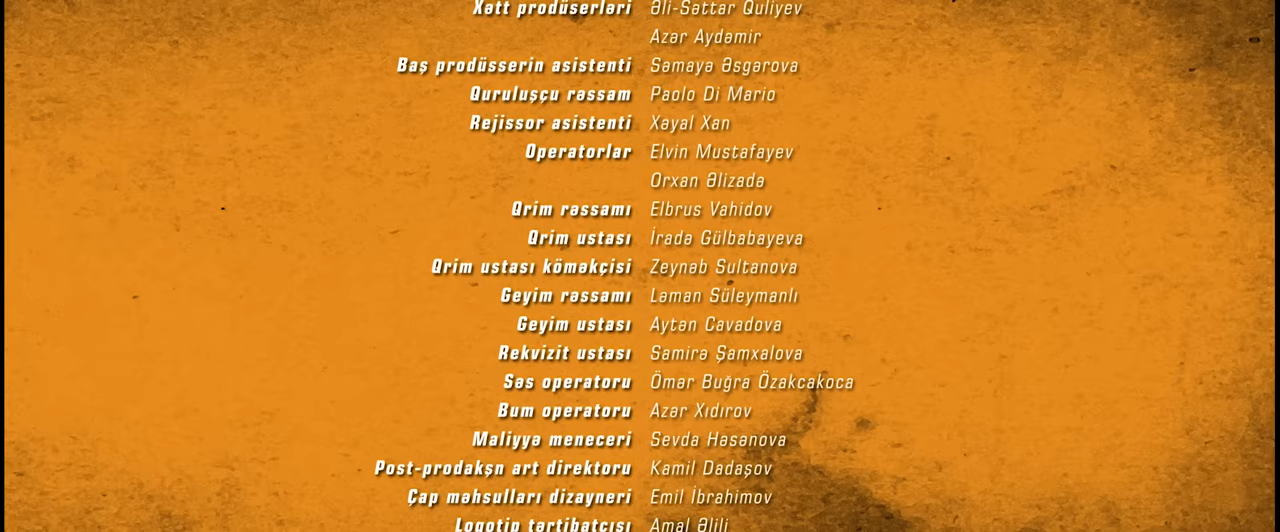 Xətt prodüserləri Əli-Səttar Quliyev
Azər Aydəmir
Baş prodüsserin asistenti Səmayə Əsgərova
Quruluşçu rəssam Paolo Di Mario
Rejissor asistenti Xəyal Xan
Operatorlar Elvin Mustafayev
Orxan Əlizadə
Qrim rəssamı Elbrus Vahidov
Qrim ustası İradə Gülbabayeva
Qrim ustası köməkçisi Zeynəb Sultanova
Geyim rəssamı Ləman Süleymanlı
Geyim ustası Aytən Cavadova
Rekvizit ustası Samirə Şamxalova
Səs operatoru Ömər Buğra Özakcakoca
Bum operatoru Azər Xıdırov
Maliyyə meneceri Sevda Həsənova
Post-prodakşn art direktoru Kamil Dadaşov
Çap məhsulları dizayneri Emil İbrahimov
Logotip tərtibatçısı Amal Əlili